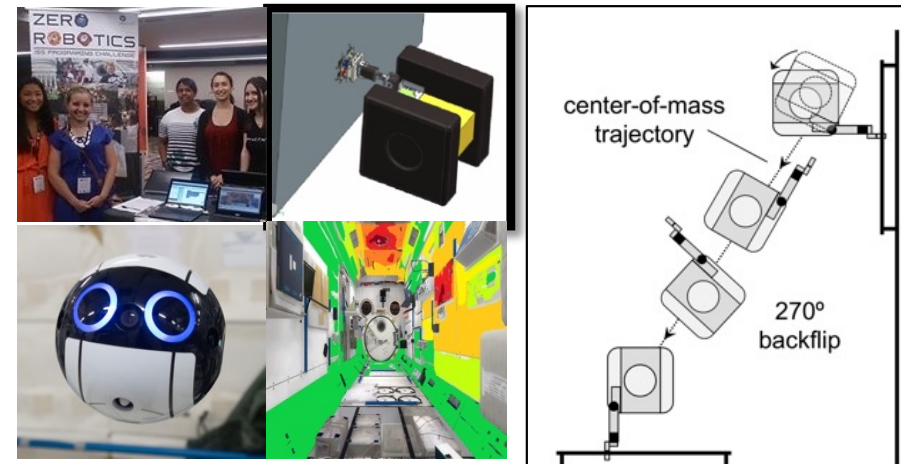 ZERO
ROBOTICS
ISS PROGRAMMING CHALLENGE
center-of-mass
trajectory
270º
backflip